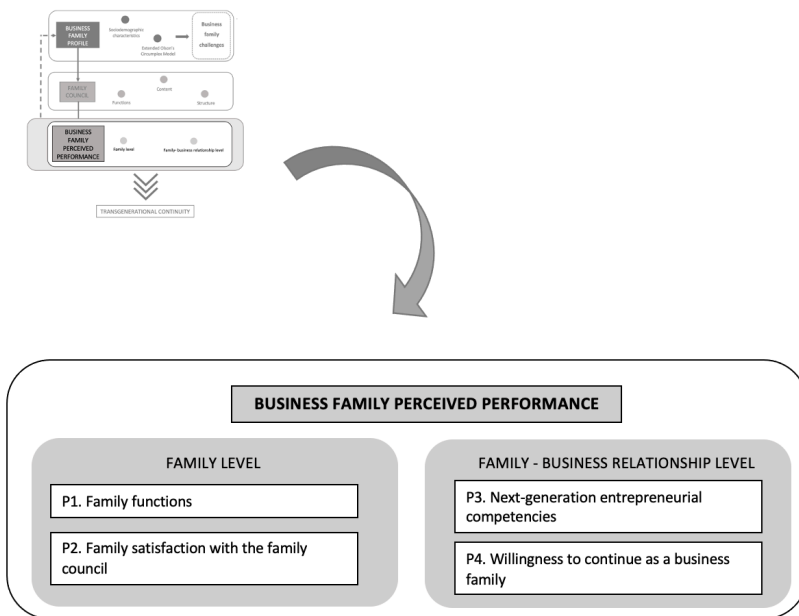 BUSINESS
FAMILY
PROFILE
Sociodemographic
characteristics
Extended Olson's
Circumplex Model
Business
family
challenges
FAMILY
COUNCIL
Functions
Content
Structure
BUSINESS
FAMILY
PERCEIVED
PERFORMANCE
Family level
Family- business relationship level
TRANSGENERATIONAL CONTINUITY
BUSINESS FAMILY PERCEIVED PERFORMANCE
FAMILY LEVEL
P1. Family functions
P2. Family satisfaction with the family
council
FAMILY - BUSINESS RELATIONSHIP LEVEL
P3. Next-generation entrepreneurial
competencies
P4. Willingness to continue as a business
family